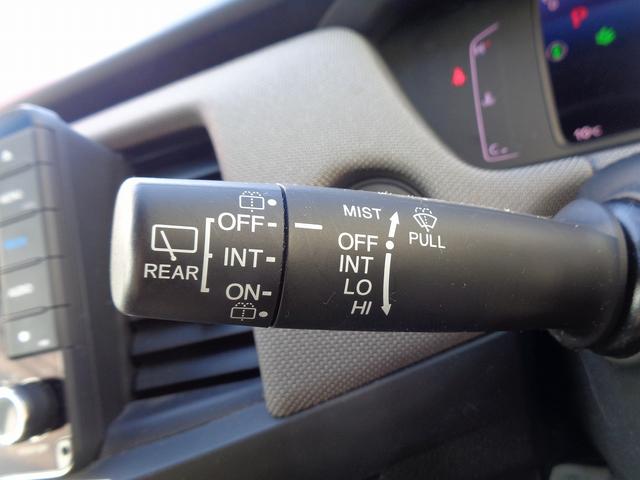 OFF
INT
ON
REAR
MIST
OFF
INT
LO
HI
PULL
P
H
C